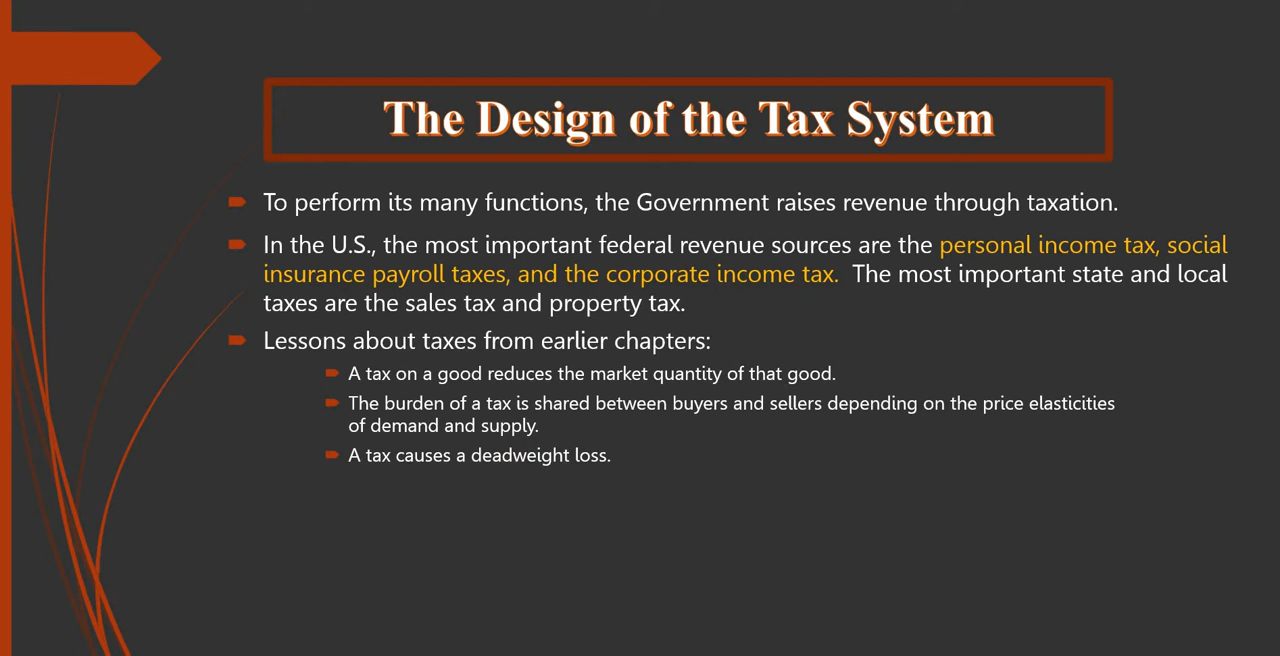 The Design of the Tax System
To perform its many functions, the Government raises revenue through taxation.
In the U.S., the most important federal revenue sources are the personal income tax, social
insurance payroll taxes, and the corporate income tax.  The most important state and local
taxes are the sales tax and property tax.
Lessons about taxes from earlier chapters:
A tax on a good reduces the market quantity of that good.
The burden of a tax is shared between buyers and sellers depending on the price elasticities
of demand and supply.
A tax causes a deadweight loss.